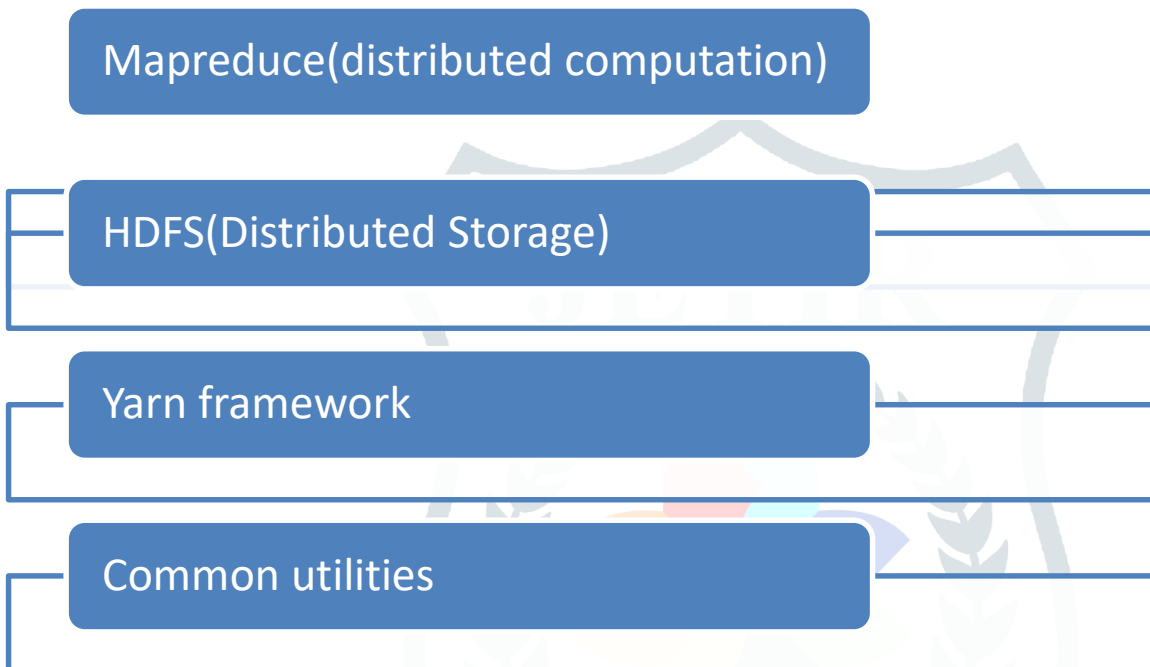 Mapreduce(distributed computation)
HDFS(Distributed Storage)
Yarn framework
Common utilities